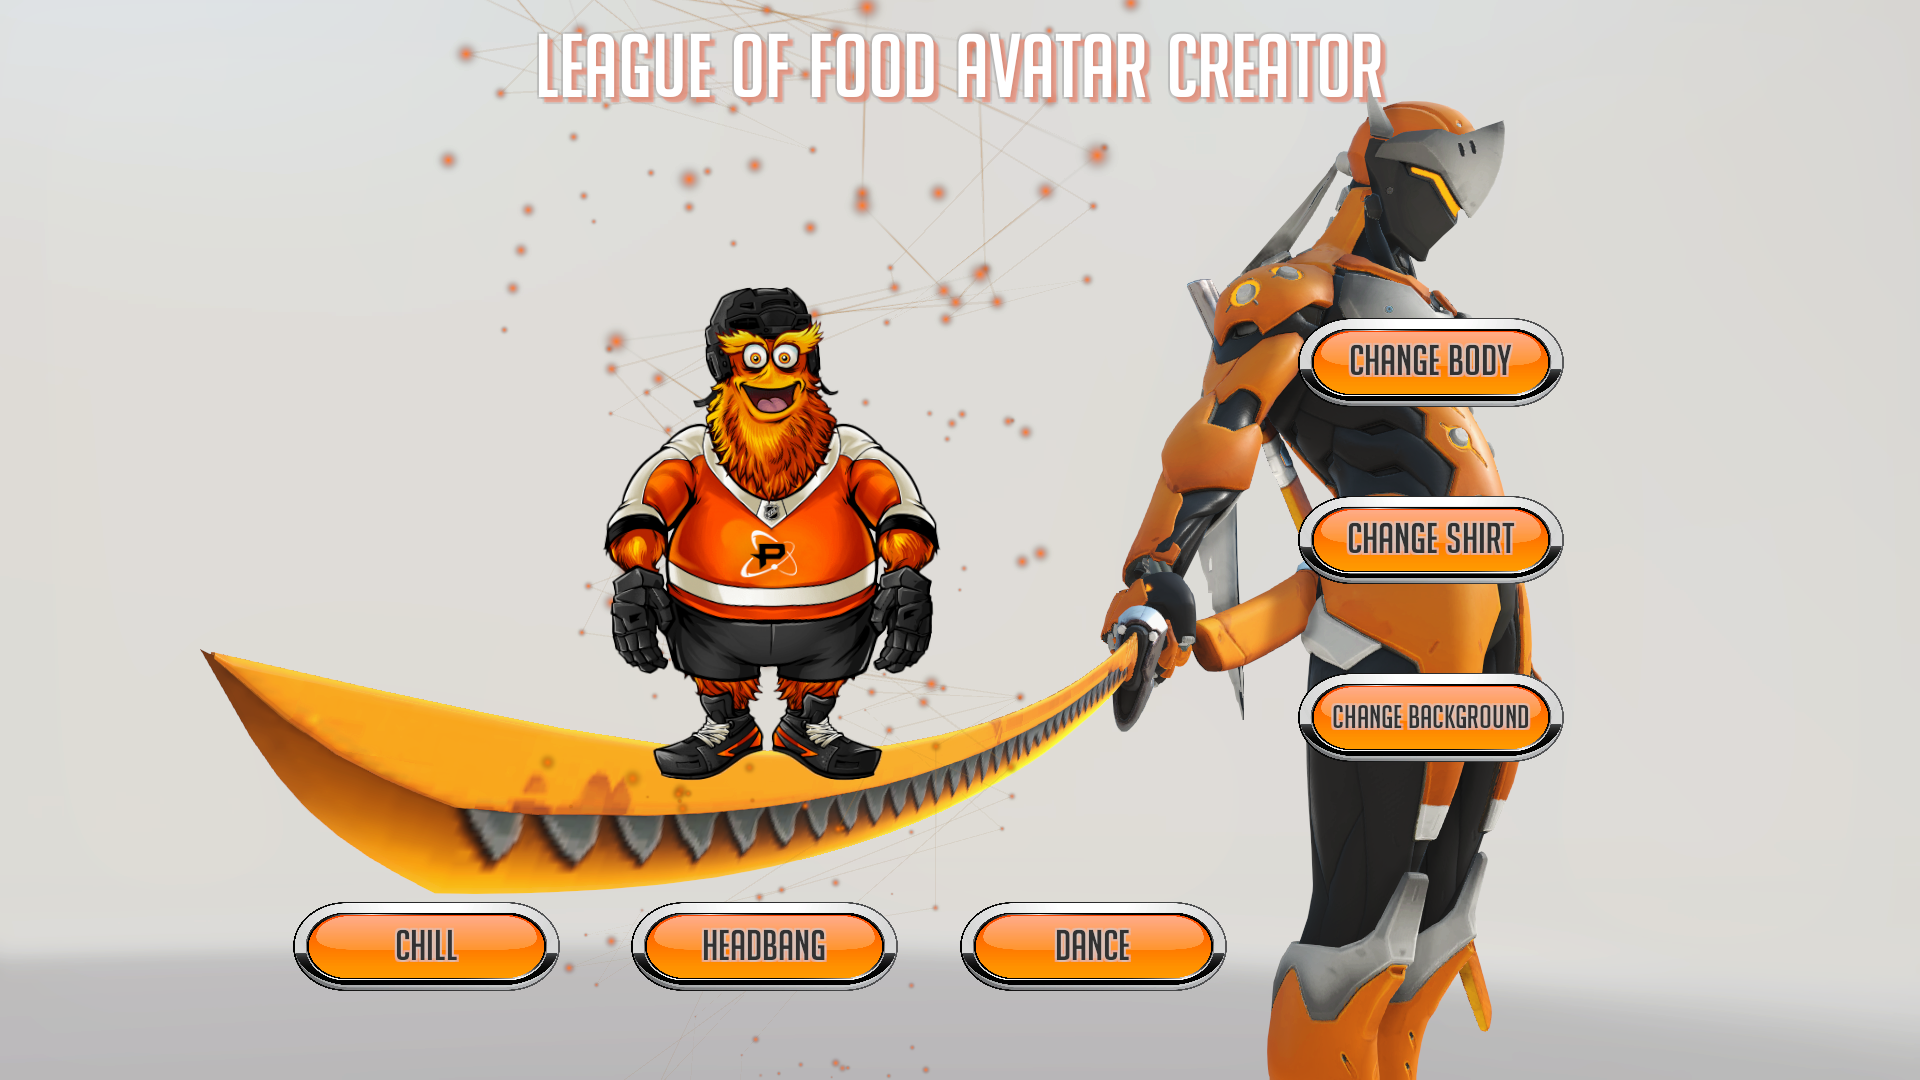 LEAGUE OF FOOD AVATAR CREATOR
CHANGE BODY
CHANGE SHIRT
P
CHANGE BACKGROUND
CHILL
HEADBANG
DANCE